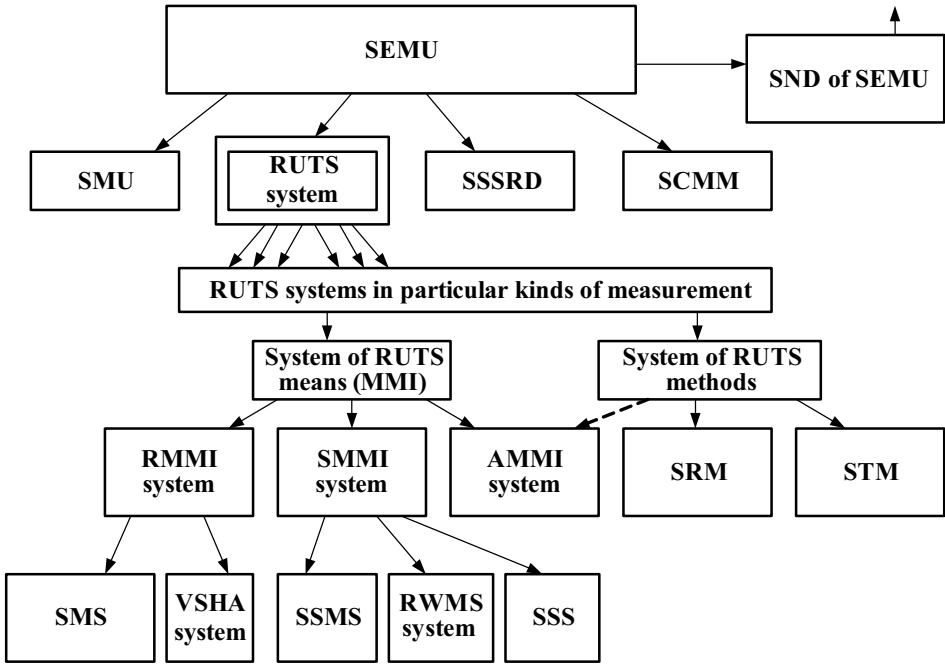 SEMU
SND of SEMU
SMU
RUTS
system
SSSRD
SCMM
RUTS systems in particular kinds of measurement
System of RUTS
means (MMI)
System of RUTS
methods
RMMI
system
SMMI
system
AMMI
system
SRM
STM
SMS
VSHA
system
SSMS
RWMS
system
SSS